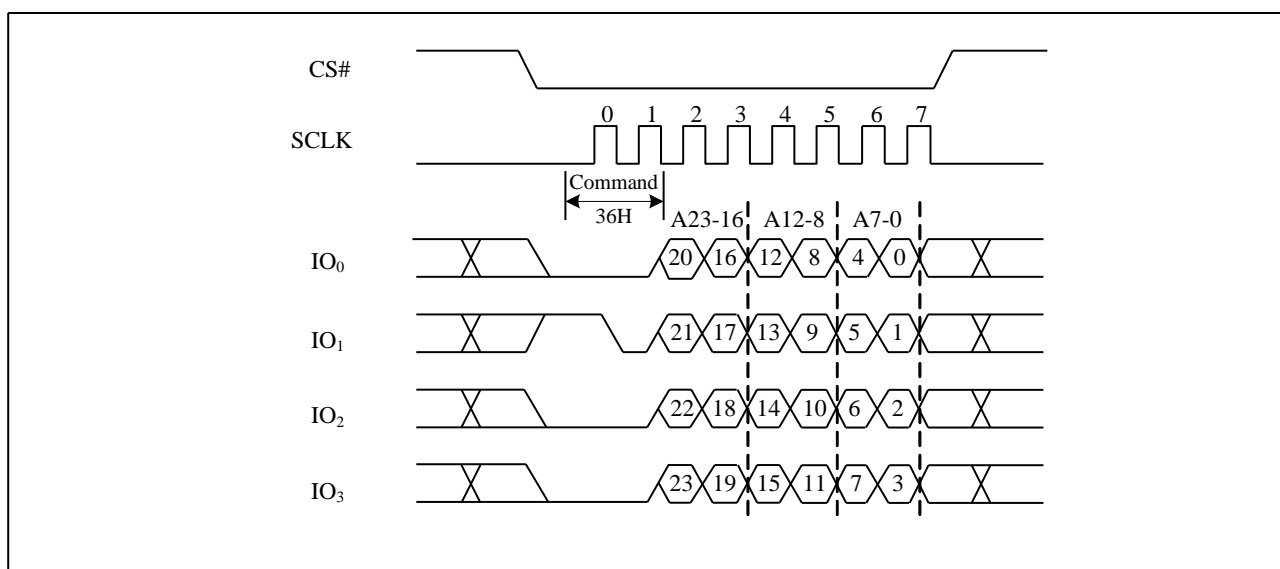 CS#
0 1 2 3 4 5 6 7
SCLK
Command
36H
A23-16 A12-8 A7-0
IO0 20 16 12 8 4 0
IO1 21 17 13 9 5 1
IO2 22 18 14 10 6 2
IO3 23 19 15 11 7 3